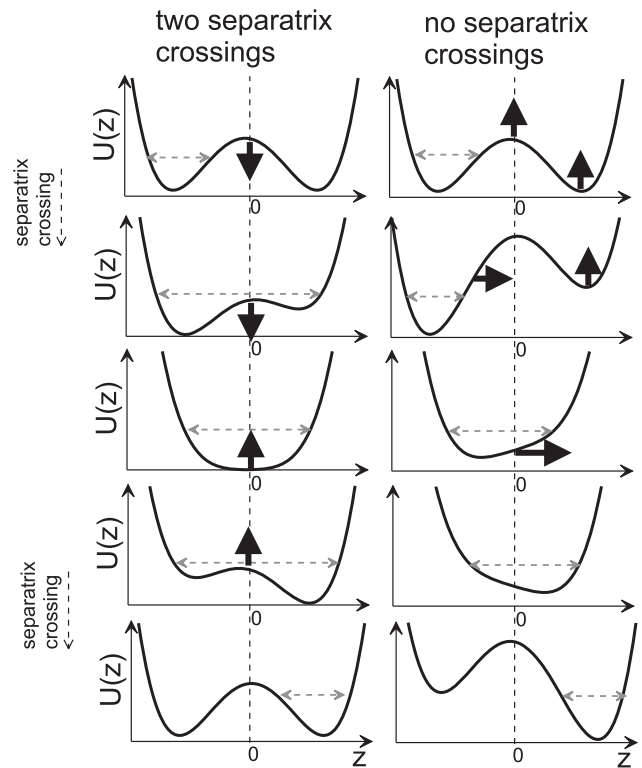 two separatrix
crossings
no separatrix
crossings
U(z)
0
0
separatrix
crossing
U(z)
0
0
U(z)
0
0
U(z)
0
0
separatrix
crossing
U(z)
0
z
0
z